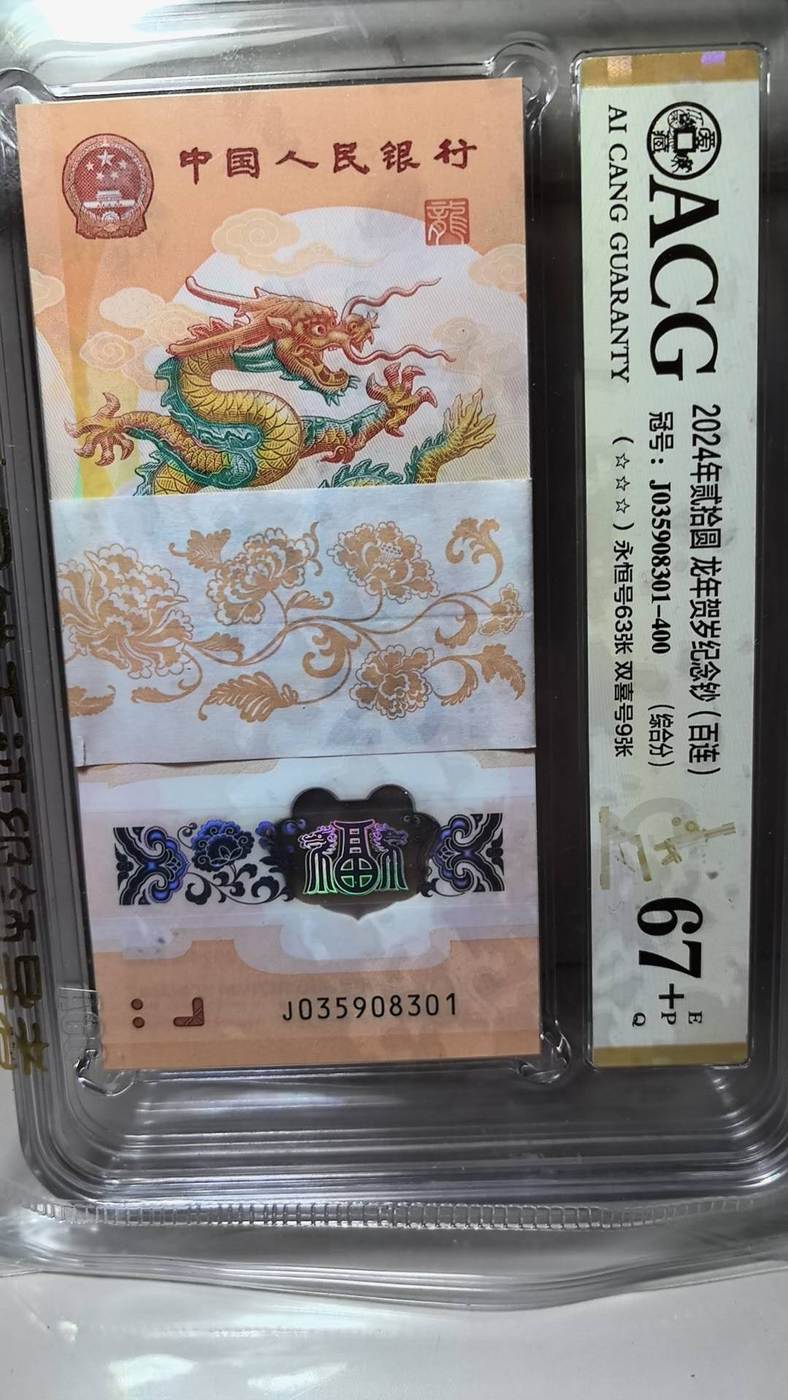 中国人民银行
龍
福
J035908301
ACG
AI CANG GUARANTY
2024年贰拾圆 龙年贺岁纪念钞（百连）
冠号：J035908301-400 （综合分）
（☆☆☆）永恒号63张 双喜号9张
67+
E
P
Q